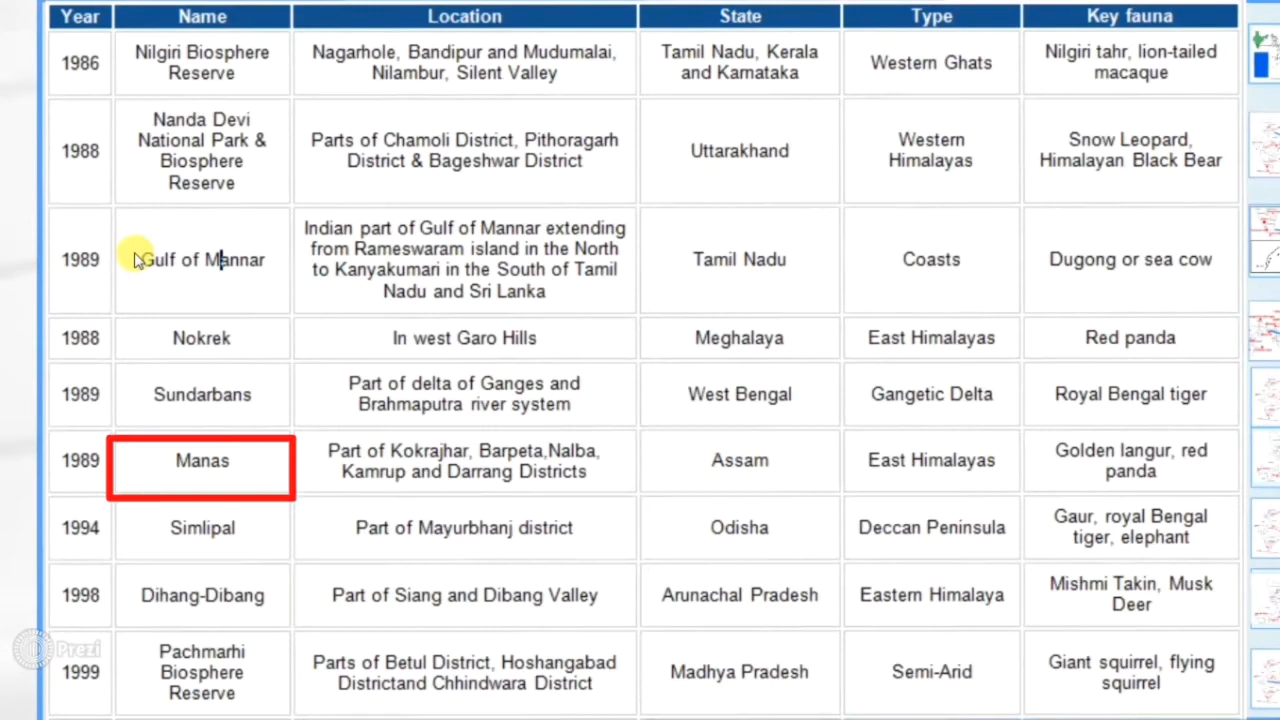 Year Name Location State Type Key fauna
1986 Nilgiri Biosphere Reserve Nagarhole, Bandipur and Mudumalai, Nilambur, Silent Valley Tamil Nadu, Kerala and Karnataka Western Ghats Nilgiri tahr, lion-tailed macaque
1988 Nanda Devi National Park & Biosphere Reserve Parts of Chamoli District, Pithoragarh District & Bageshwar District Uttarakhand Western Himalayas Snow Leopard, Himalayan Black Bear
1989 Gulf of Mannar Indian part of Gulf of Mannar extending from Rameswaram island in the North to Kanyakumari in the South of Tamil Nadu and Sri Lanka Tamil Nadu Coasts Dugong or sea cow
1988 Nokrek In west Garo Hills Meghalaya East Himalayas Red panda
1989 Sundarbans Part of delta of Ganges and Brahmaputra river system West Bengal Gangetic Delta Royal Bengal tiger
1989 Manas Part of Kokrajhar, Barpeta,Nalba, Kamrup and Darrang Districts Assam East Himalayas Golden langur, red panda
1994 Simlipal Part of Mayurbhanj district Odisha Deccan Peninsula Gaur, royal Bengal tiger, elephant
1998 Dihang-Dibang Part of Siang and Dibang Valley Arunachal Pradesh Eastern Himalaya Mishmi Takin, Musk Deer
1999 Pachmarhi Biosphere Reserve Parts of Betul District, Hoshangabad Districtand Chhindwara District Madhya Pradesh Semi-Arid Giant squirrel, flying squirrel
Prezi